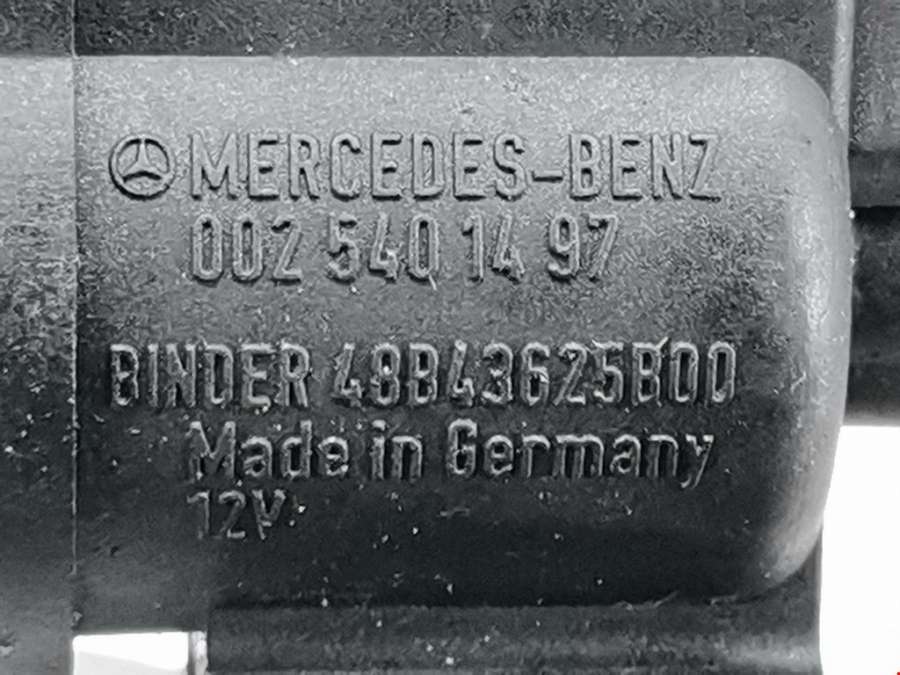 MERCEDES-BENZ
002 540 14 97
BINDER 48B43625B00
Made in Germany
12V